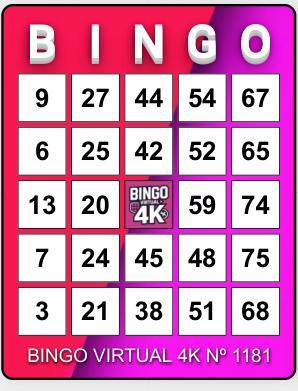 B I N G O
9 27 44 54 67
6 25 42 52 65
13 20 BINGO VIRTUAL 4K 59 74
7 24 45 48 75
3 21 38 51 68
BINGO VIRTUAL 4K Nº 1181